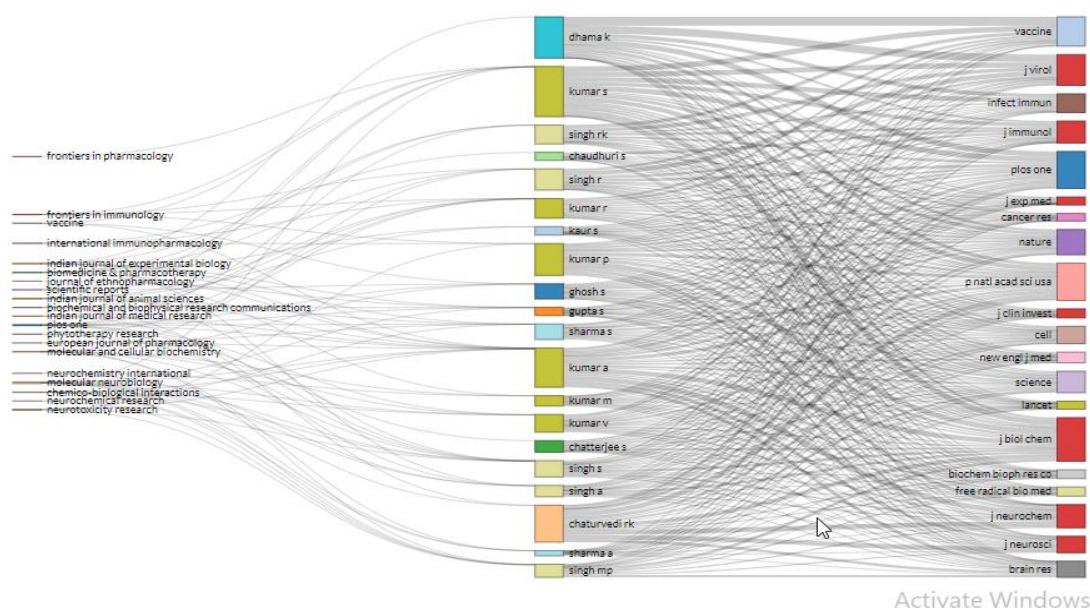 frontiers in pharmacology
frontiers in immunology
vaccine
international immunopharmacology
indian journal of experimental biology
biomedicine & pharmacotherapy
journal of ethnopharmacology
scientific reports
indian journal of animal sciences
biochemical and biophysical research communications
indian journal of medical research
plos one
phytotherapy research
european journal of pharmacology
molecular and cellular biochemistry
neurochemistry international
molecular neurobiology
chemico-biological interactions
neurochemical research
neurotoxicity research
dhama k
kumar s
singh rk
chaudhuri s
singh r
kumar r
kaur s
kumar p
ghosh s
gupta s
sharma s
kumar a
kumar m
kumar v
chatterjee s
singh s
singh a
chaturvedi rk
sharma a
singh mp
vaccine
j virol
infect immun
j immunol
plos one
j exp med
cancer res
nature
p natl acad sci usa
j clin invest
cell
new engl j med
science
lancet
j biol chem
biochem bioph res co
free radical bio med
j neurochem
j neurosci
brain res
Activate Windows